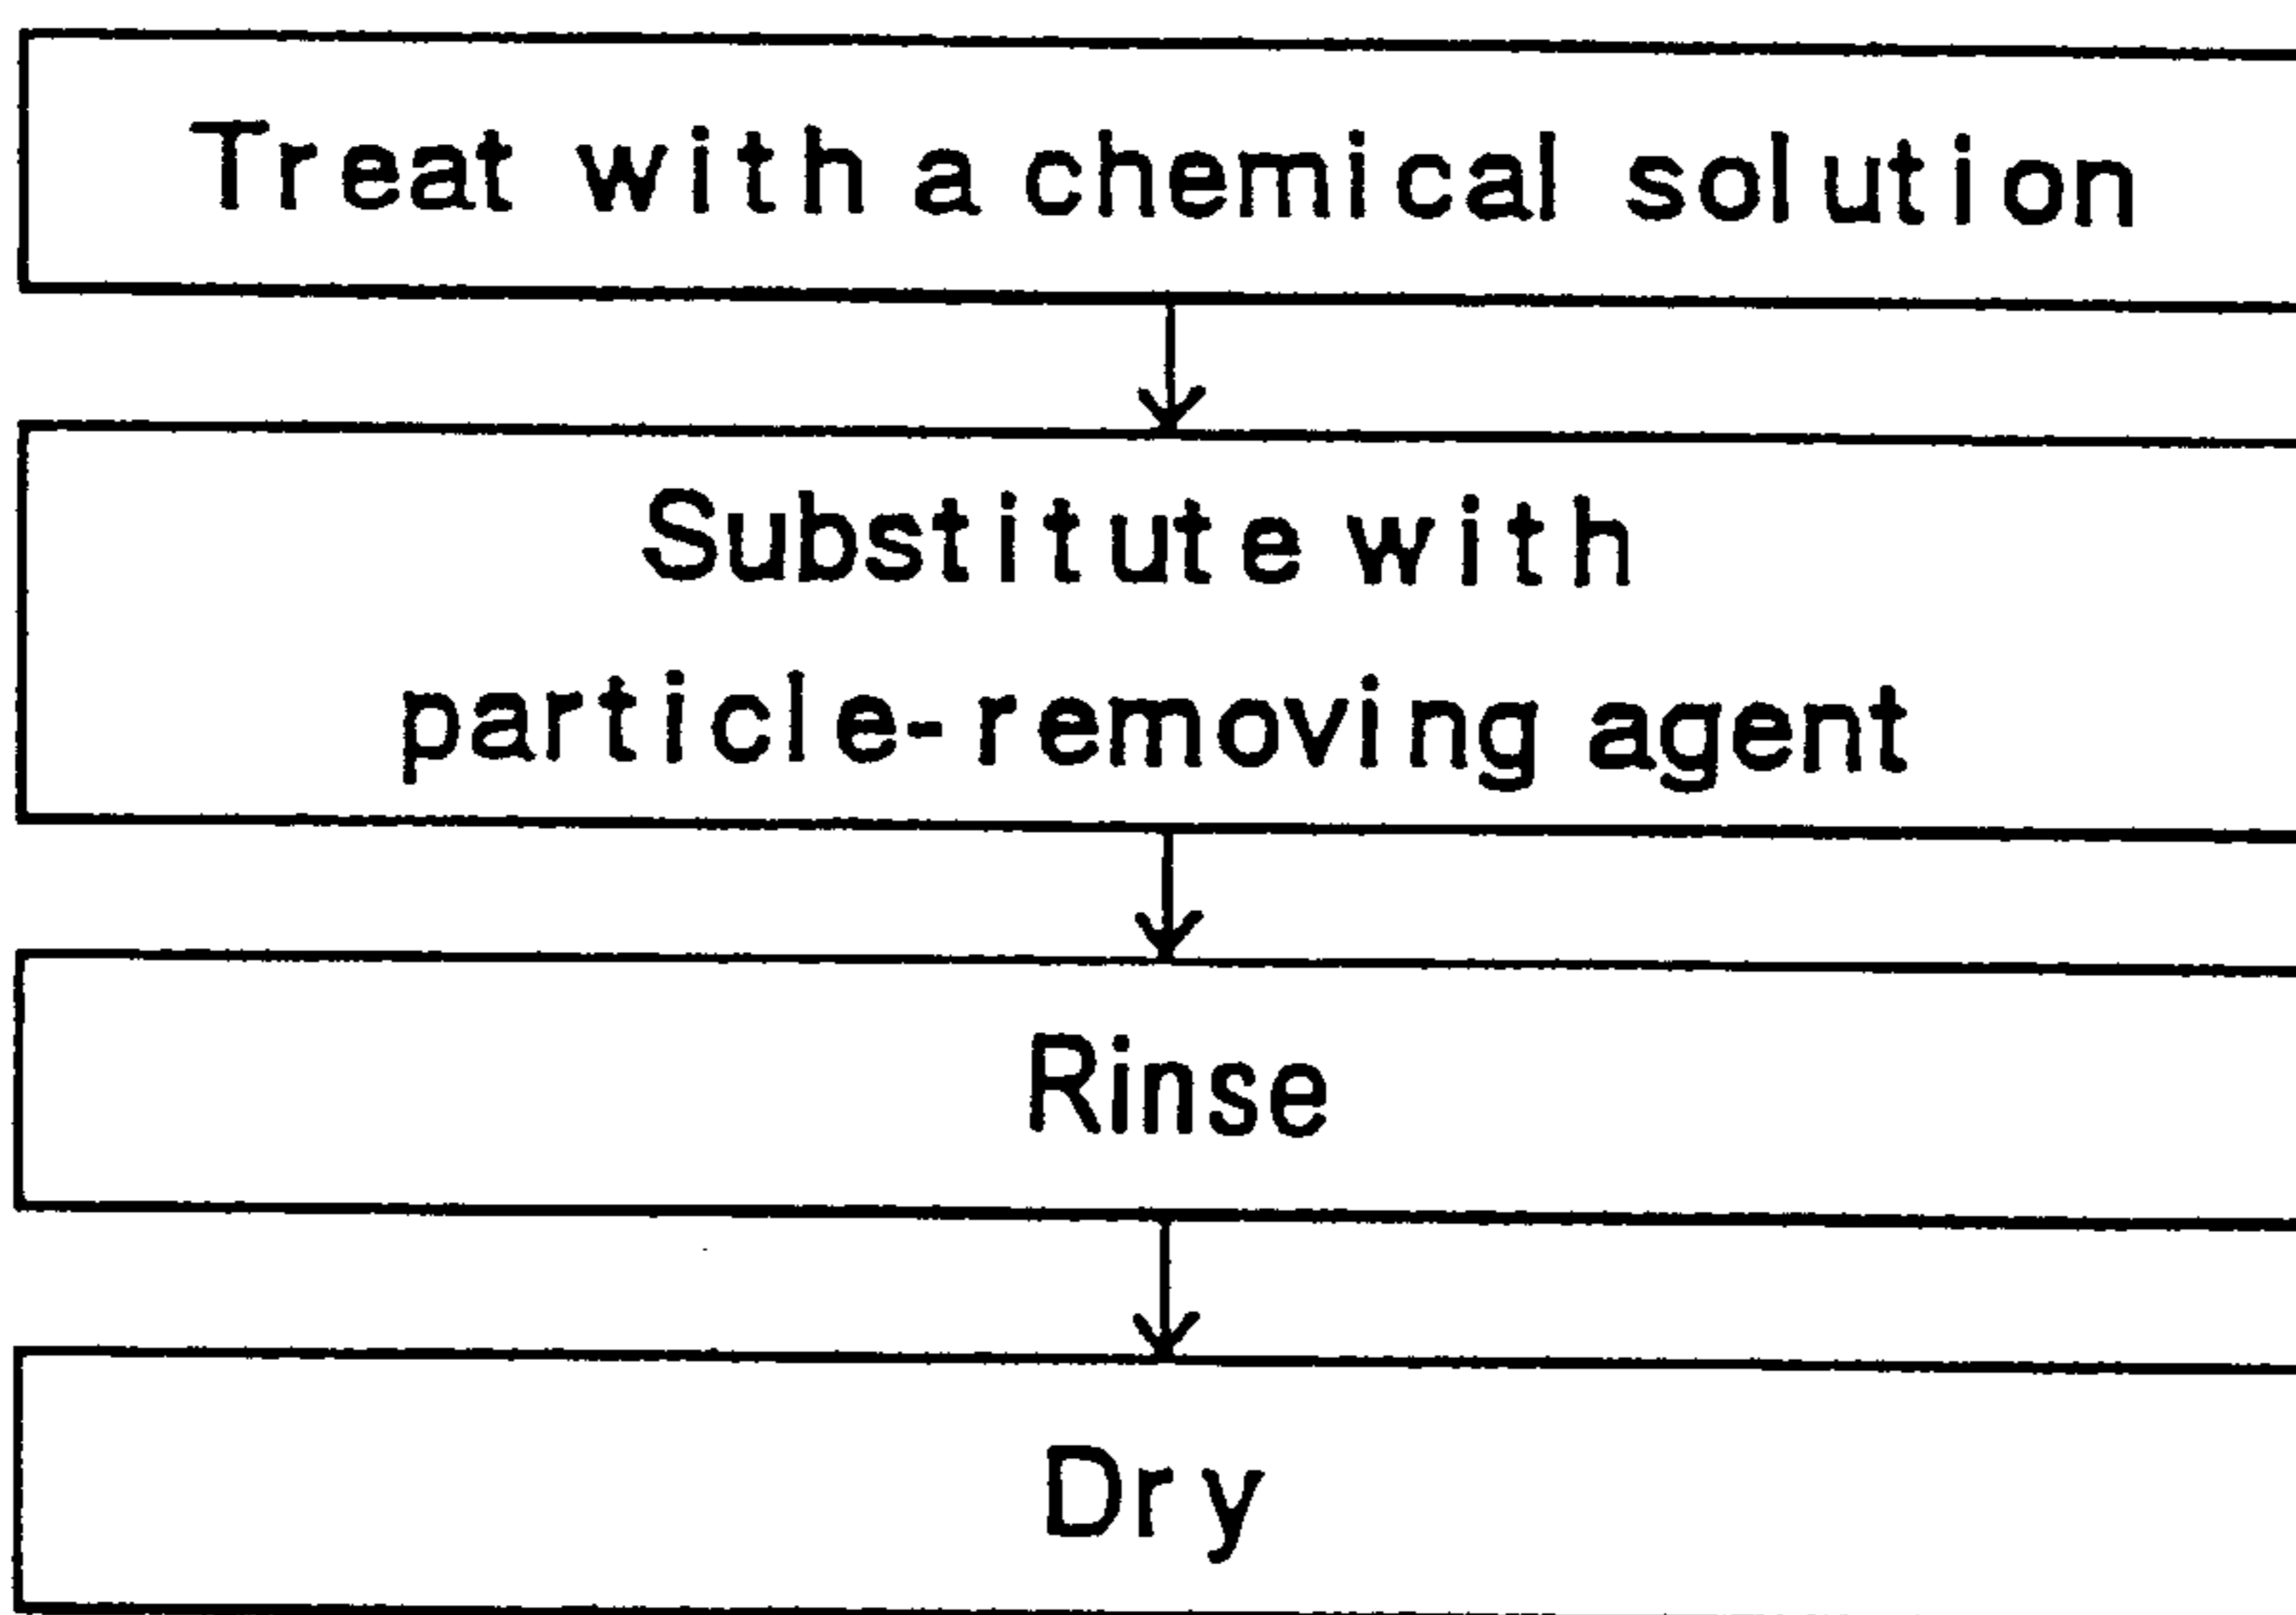 Treat with a chemical solution
Substitute with
particle-removing agent
Rinse
Dry